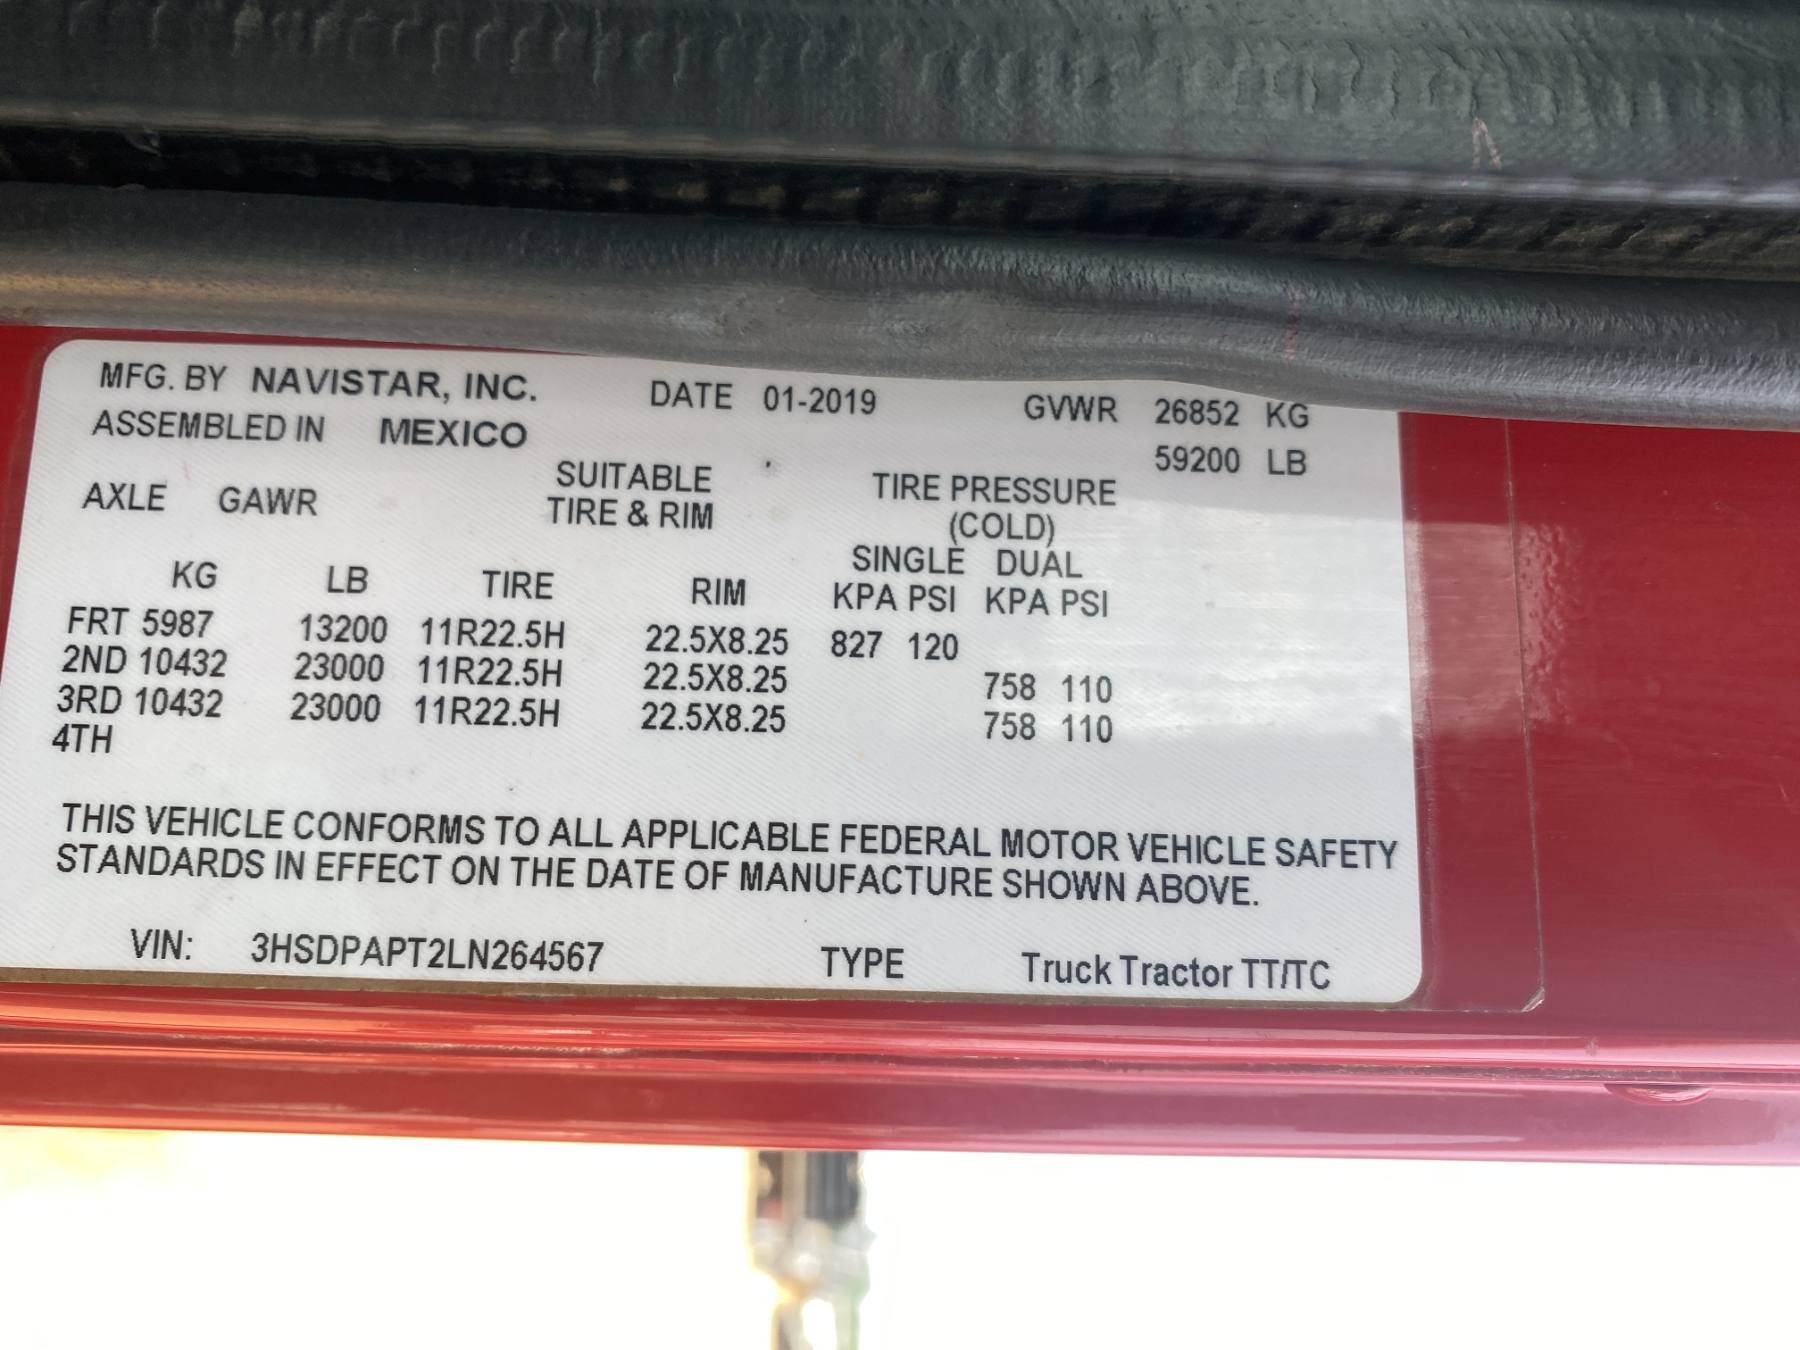 MFG. BY NAVISTAR, INC. DATE 01-2019 GVWR 26852 KG
ASSEMBLED IN MEXICO 59200 LB
AXLE GAWR SUITABLE TIRE PRESSURE
TIRE & RIM (COLD)
SINGLE DUAL
KG LB TIRE RIM KPA PSI KPA PSI
FRT 5987 13200 11R22.5H 22.5X8.25 827 120
2ND 10432 23000 11R22.5H 22.5X8.25 758 110
3RD 10432 23000 11R22.5H 22.5X8.25 758 110
4TH
THIS VEHICLE CONFORMS TO ALL APPLICABLE FEDERAL MOTOR VEHICLE SAFETY
STANDARDS IN EFFECT ON THE DATE OF MANUFACTURE SHOWN ABOVE.
VIN: 3HSDPAPT2LN264567 TYPE Truck Tractor TT/TC